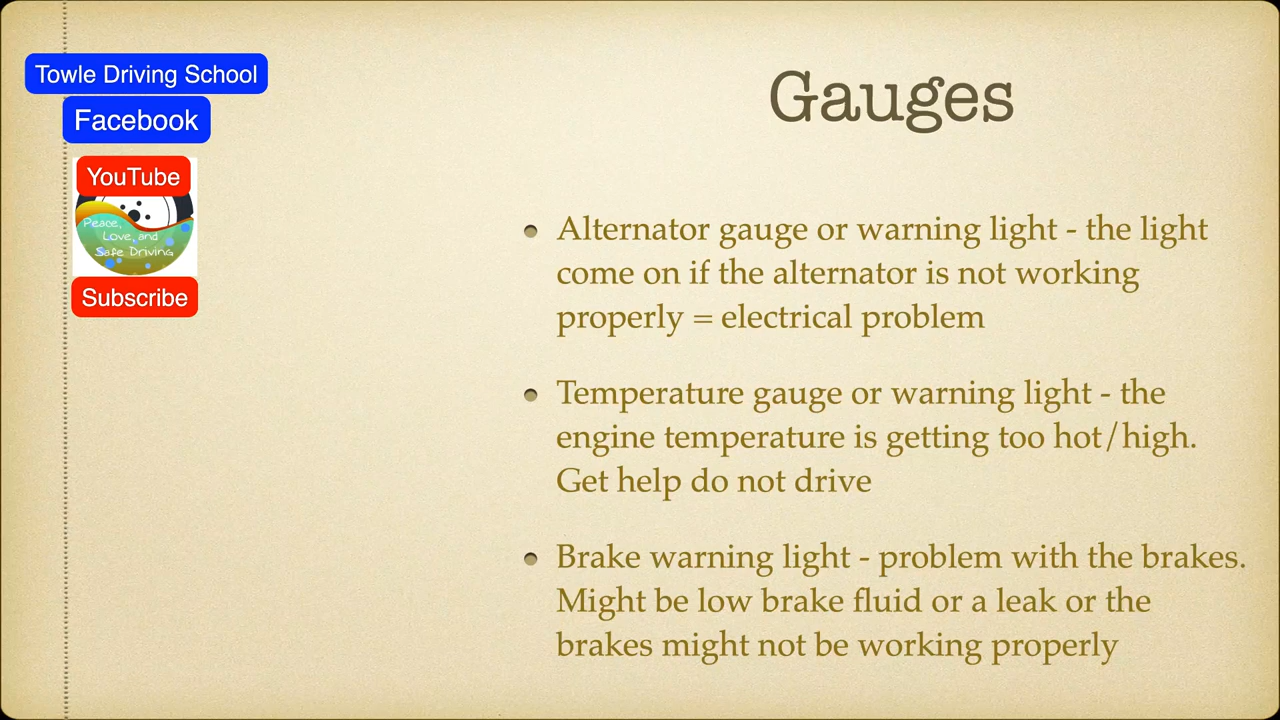 Towle Driving School
Facebook
YouTube
Peace,
Love, and
Safe Driving
Subscribe
Gauges
Alternator gauge or warning light - the light
come on if the alternator is not working
properly = electrical problem
Temperature gauge or warning light - the
engine temperature is getting too hot/high.
Get help do not drive
Brake warning light - problem with the brakes.
Might be low brake fluid or a leak or the
brakes might not be working properly